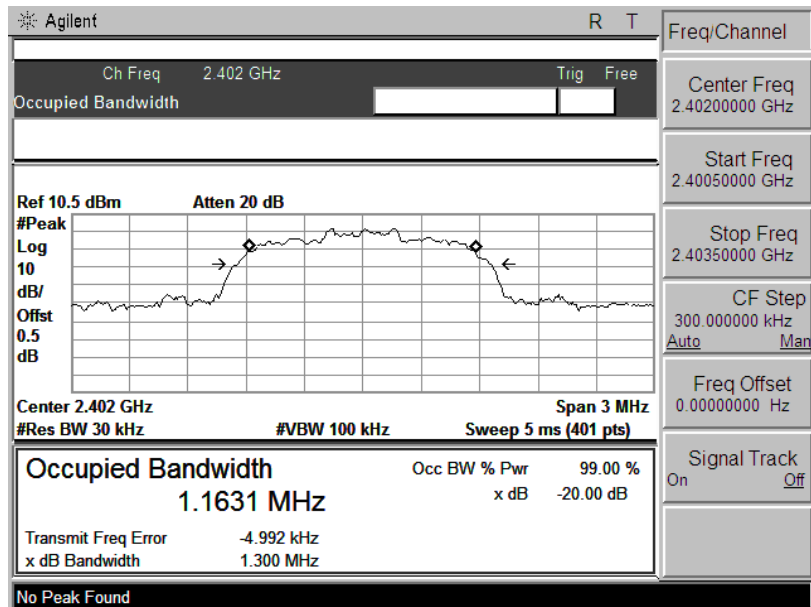 Agilent R T
Ch Freq 2.402 GHz Trig Free
Occupied Bandwidth
Ref 10.5 dBm Atten 20 dB
#Peak
Log
10
dB/
Offst
0.5
dB
Center 2.402 GHz Span 3 MHz
#Res BW 30 kHz #VBW 100 kHz Sweep 5 ms (401 pts)
Occupied Bandwidth
1.1631 MHz
Occ BW % Pwr 99.00 %
x dB -20.00 dB
Transmit Freq Error -4.992 kHz
x dB Bandwidth 1.300 MHz
No Peak Found
Freq/Channel
Center Freq
2.40200000 GHz
Start Freq
2.40050000 GHz
Stop Freq
2.40350000 GHz
CF Step
300.000000 kHz
Auto Man
Freq Offset
0.00000000 Hz
Signal Track
On Off